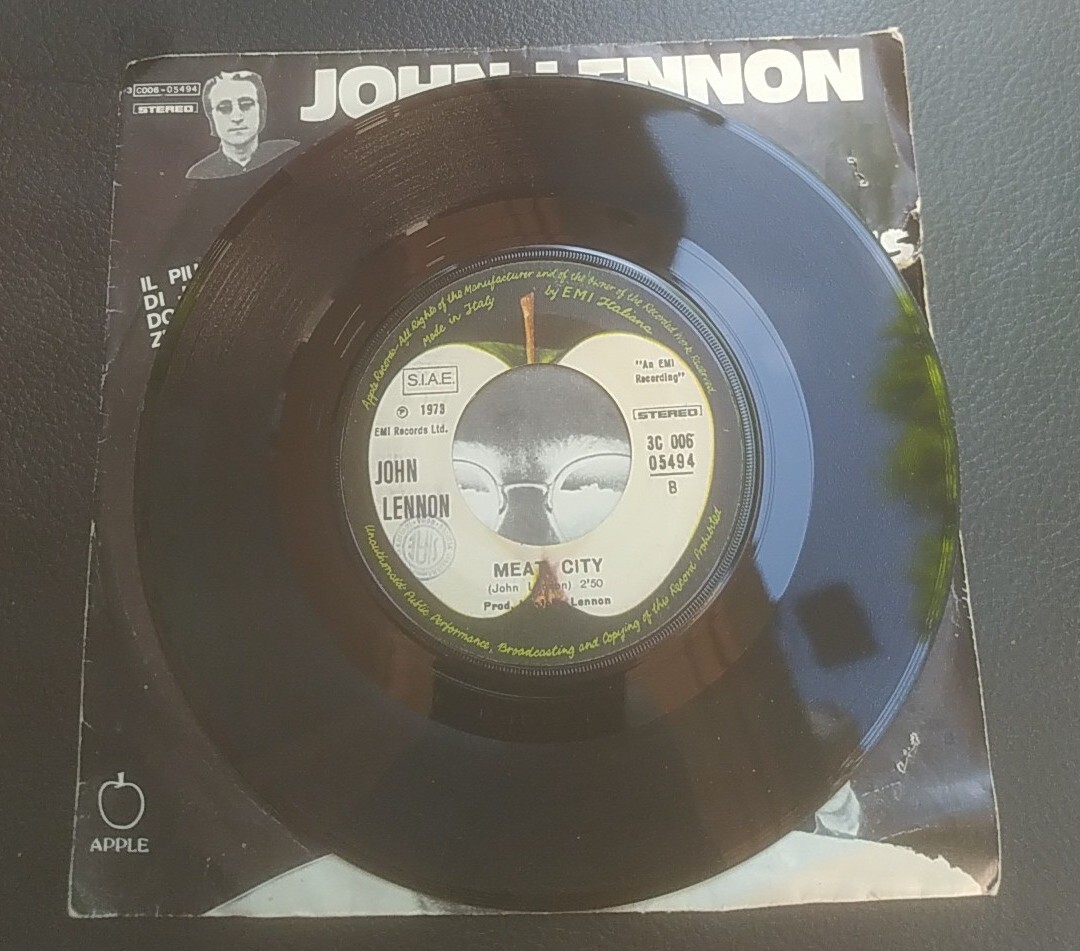 3C006-05494
STEREO
JOHN LENNON
IL PIU'
DI
DO
Z
'S
Apple Records-All Rights of the Manufacturer and of the Owner of the Recorded Work Reserved
Made in Italy
by EMI Italiana
S.I.A.E.
℗ 1973
EMI Records Ltd.
JOHN
LENNON
"An EMI
Recording"
STEREO
3C 006
05494
B
MEAT CITY
(John Lennon) 2'50
Prod. Lennon
Unauthorised Public Performance, Broadcasting and Copying of this Record Prohibited
APPLE